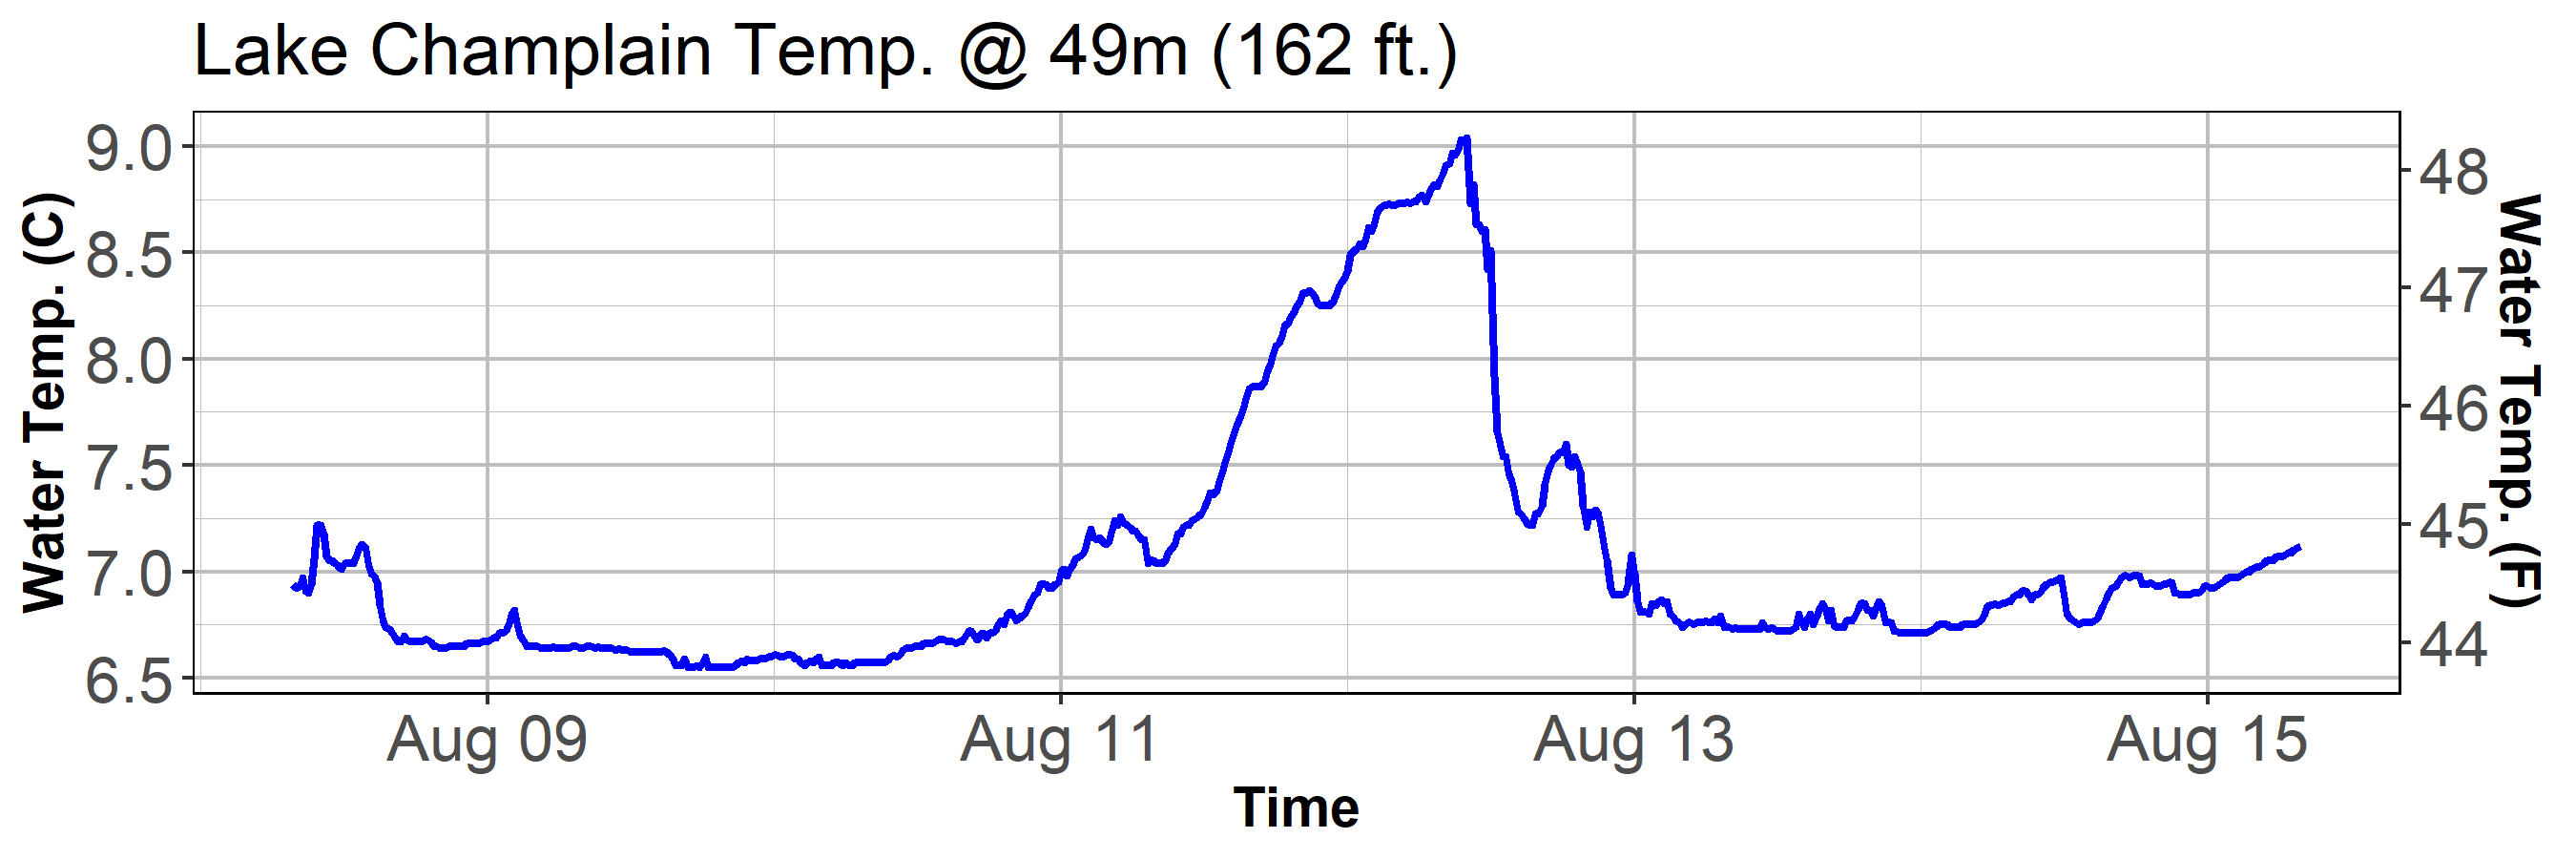 Lake Champlain Temp. @ 49m (162 ft.)
Water Temp. (C)
9.0
8.5
8.0
7.5
7.0
6.5
48
47
46
45
44
Water Temp. (F)
Aug 09 Aug 11 Aug 13 Aug 15
Time